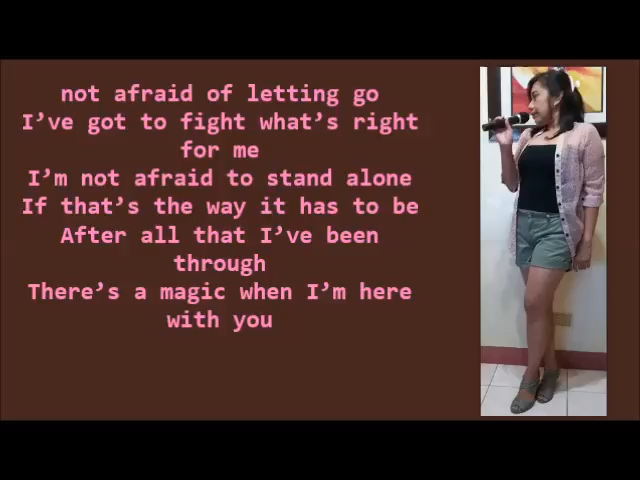 not afraid of letting go
I’ve got to fight what’s right
for me
I’m not afraid to stand alone
If that’s the way it has to be
After all that I’ve been
through
There’s a magic when I’m here
with you